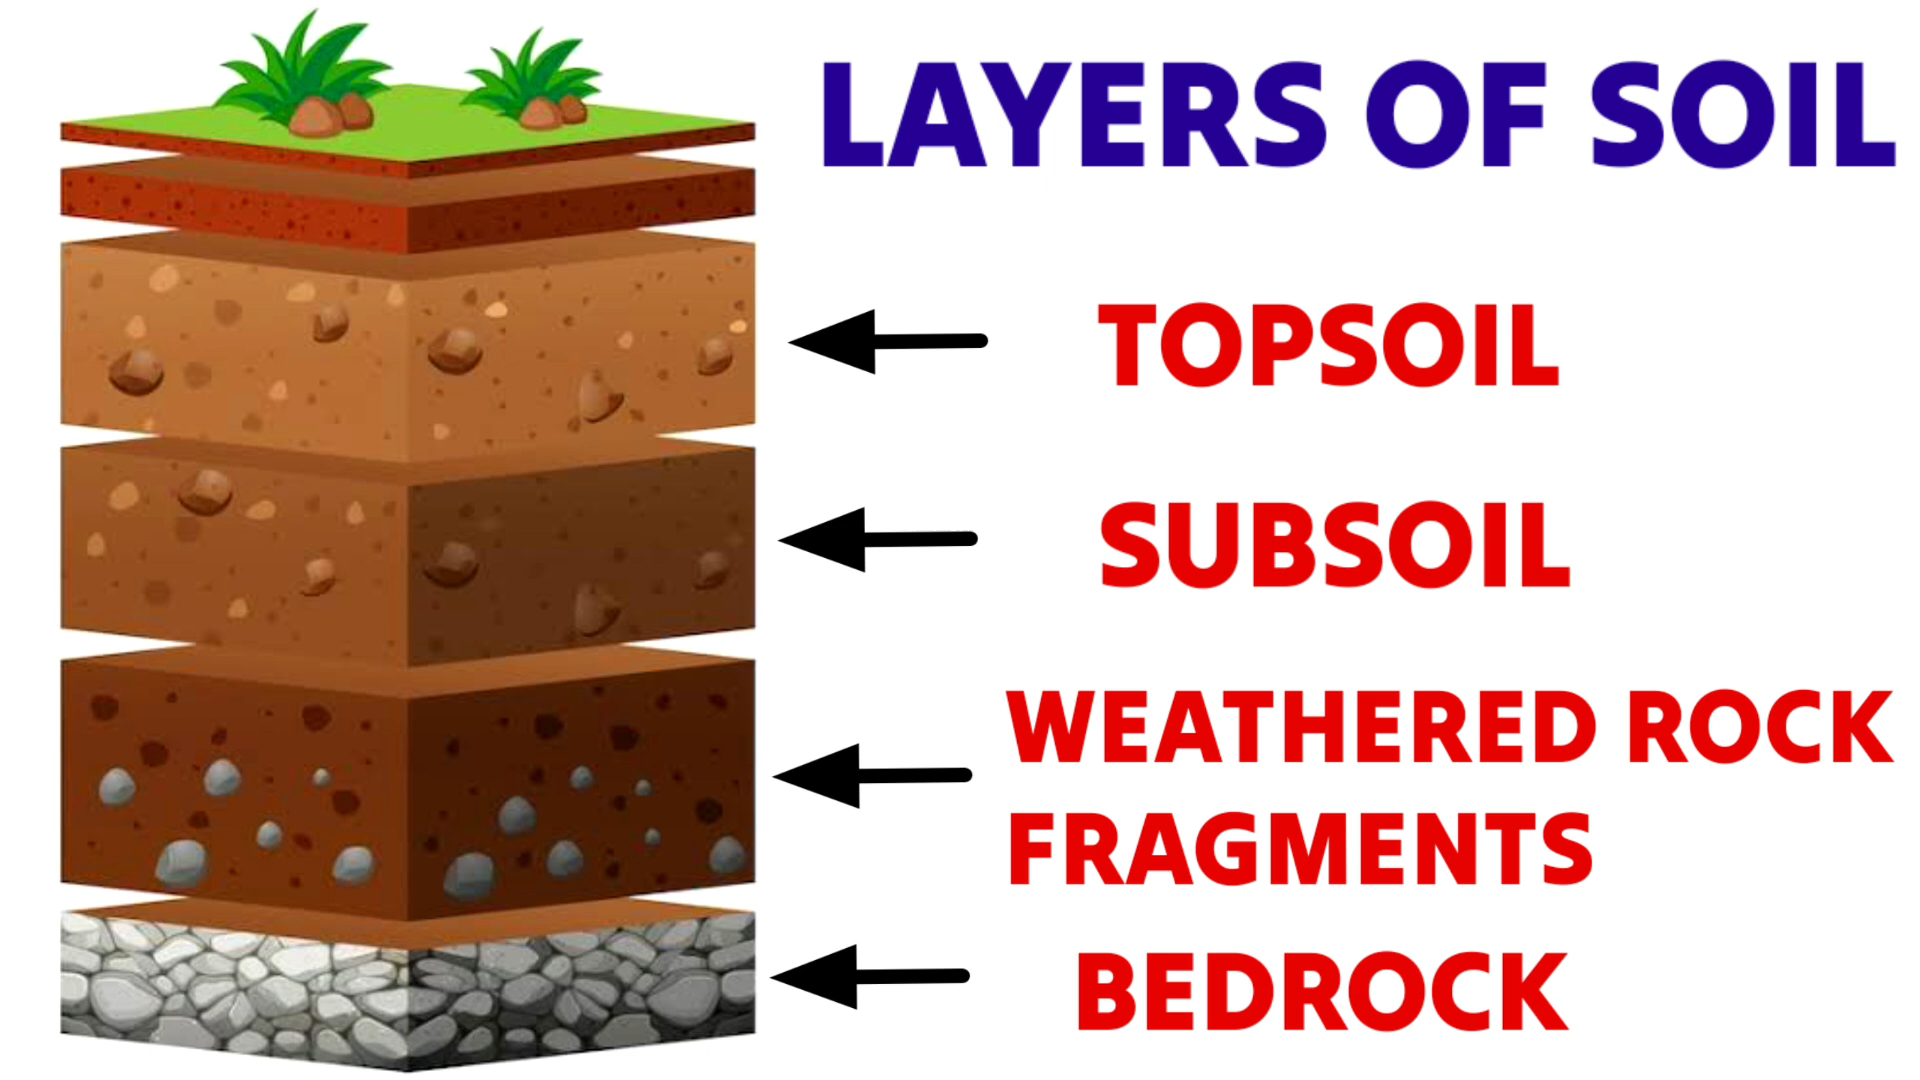 LAYERS OF SOIL
TOPSOIL
SUBSOIL
WEATHERED ROCK
FRAGMENTS
BEDROCK